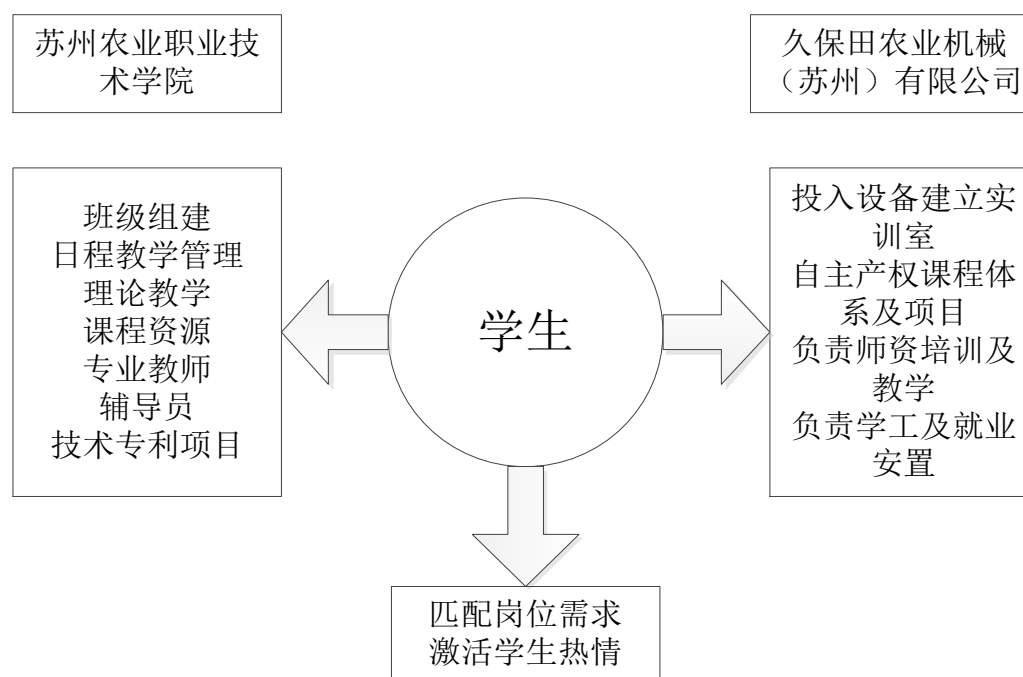 苏州农业职业技
术学院
久保田农业机械
（苏州）有限公司
班级组建
日程教学管理
理论教学
课程资源
专业教师
辅导员
技术专利项目
学生
投入设备建立实
训室
自主产权课程体
系及项目
负责师资培训及
教学
负责学工及就业
安置
匹配岗位需求
激活学生热情